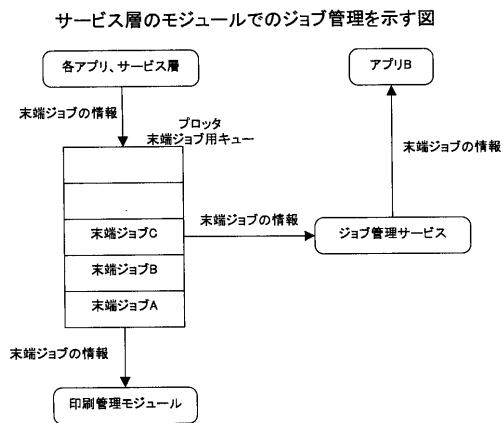 サービス層のモジュールでのジョブ管理を示す図
各アプリ、サービス層
アプリB
末端ジョブの情報
プロッタ
末端ジョブ用キュー
末端ジョブの情報
末端ジョブC
末端ジョブの情報
ジョブ管理サービス
末端ジョブB
末端ジョブA
末端ジョブの情報
印刷管理モジュール